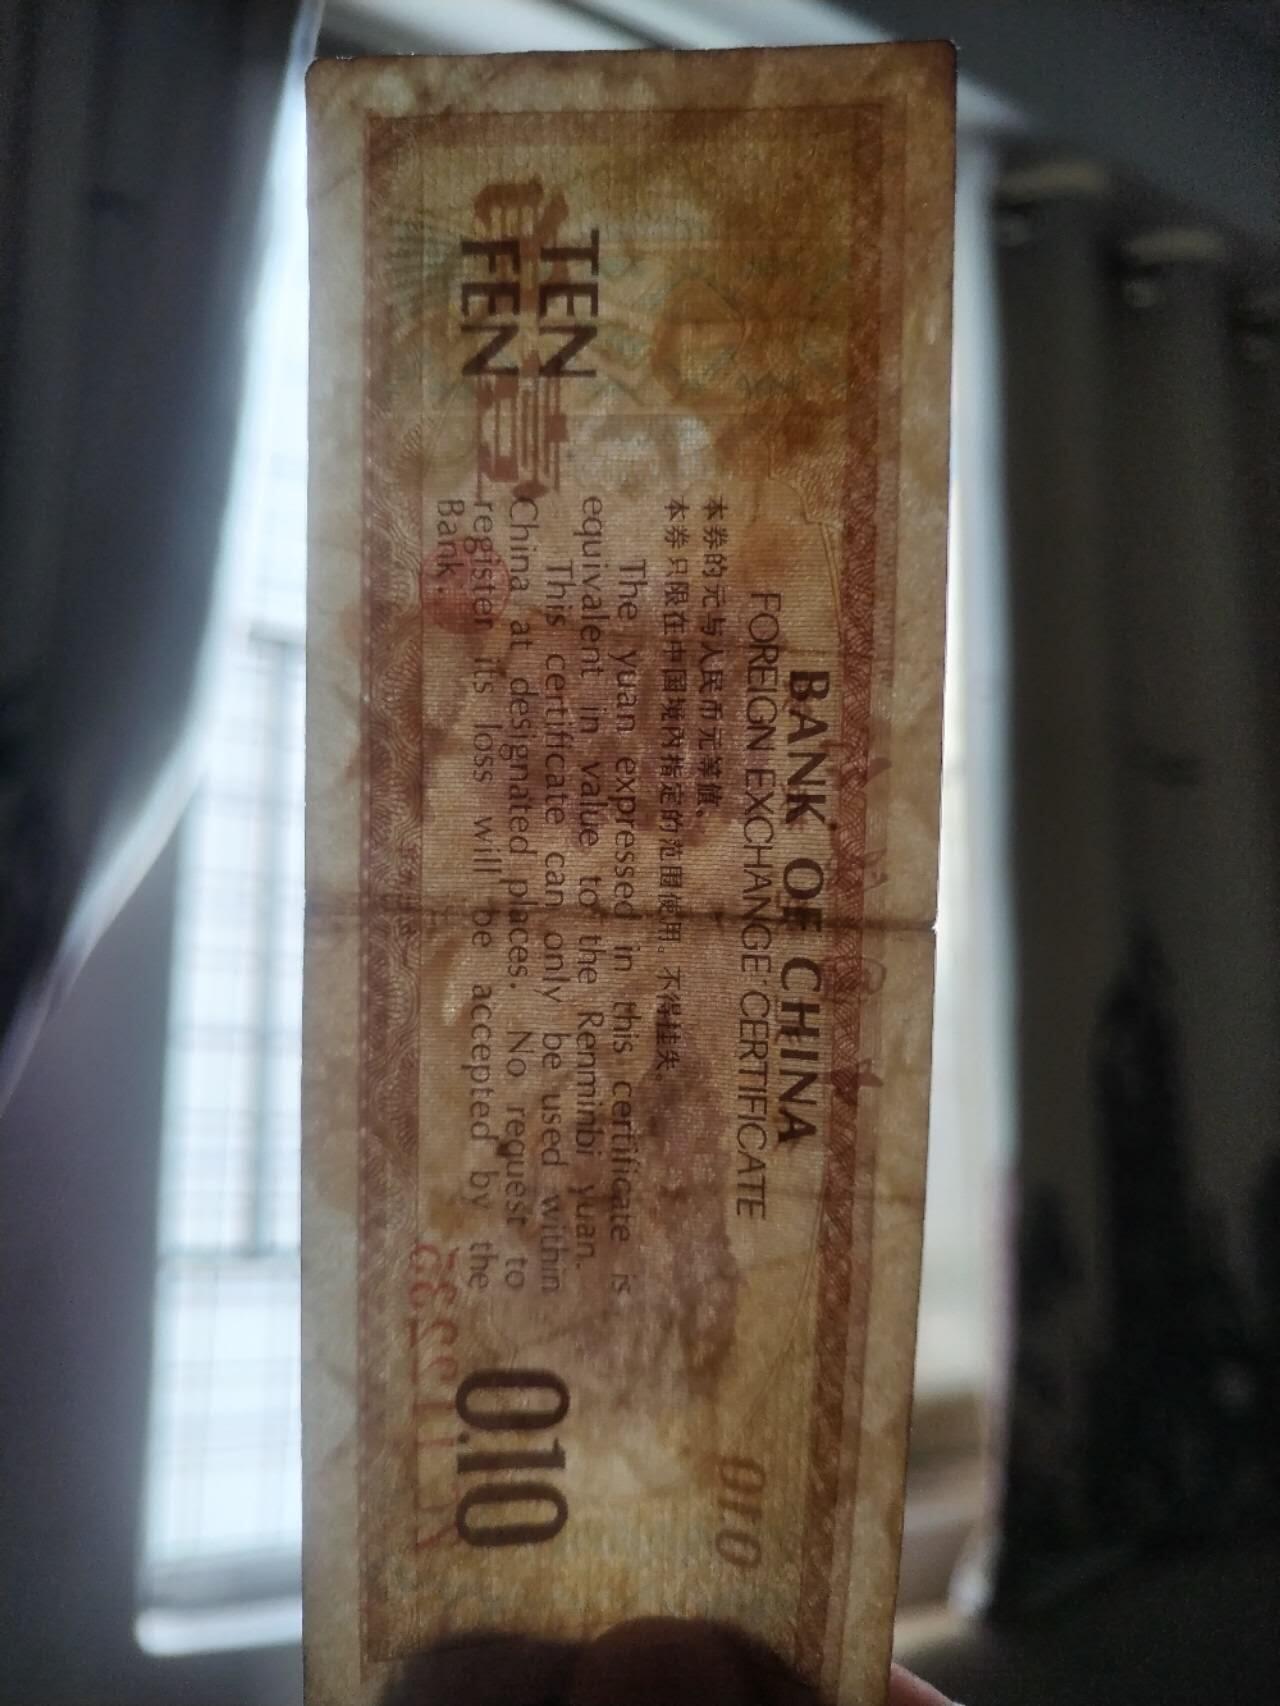 BANK OF CHINA
FOREIGN EXCHANGE CERTIFICATE
本券的元与人民币元等值、
本券只限在中国境内指定的范围使用。不得挂失。
The yuan expressed in this certificate is
equivalent in value to the Renminbi yuan.
This certificate can only be used within
China at designated places. No request to
register its loss will be accepted by the
Bank.
TEN
FEN
0.10
010